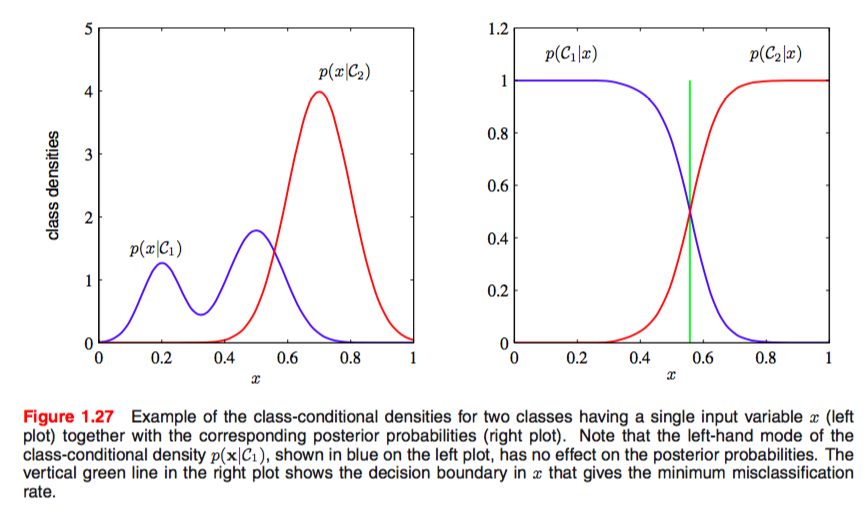 5
4
3
2
1
0
class densities
p(x|C₁)
p(x|C₂)
0
0.2
0.4
0.6
0.8
1
x
1.2
1
0.8
0.6
0.4
0.2
0
p(C₁|x)
p(C₂|x)
0
0.2
0.4
0.6
0.8
1
x
Figure 1.27 Example of the class-conditional densities for two classes having a single input variable x (left
plot) together with the corresponding posterior probabilities (right plot). Note that the left-hand mode of the
class-conditional density p(x|C₁), shown in blue on the left plot, has no effect on the posterior probabilities. The
vertical green line in the right plot shows the decision boundary in x that gives the minimum misclassification
rate.